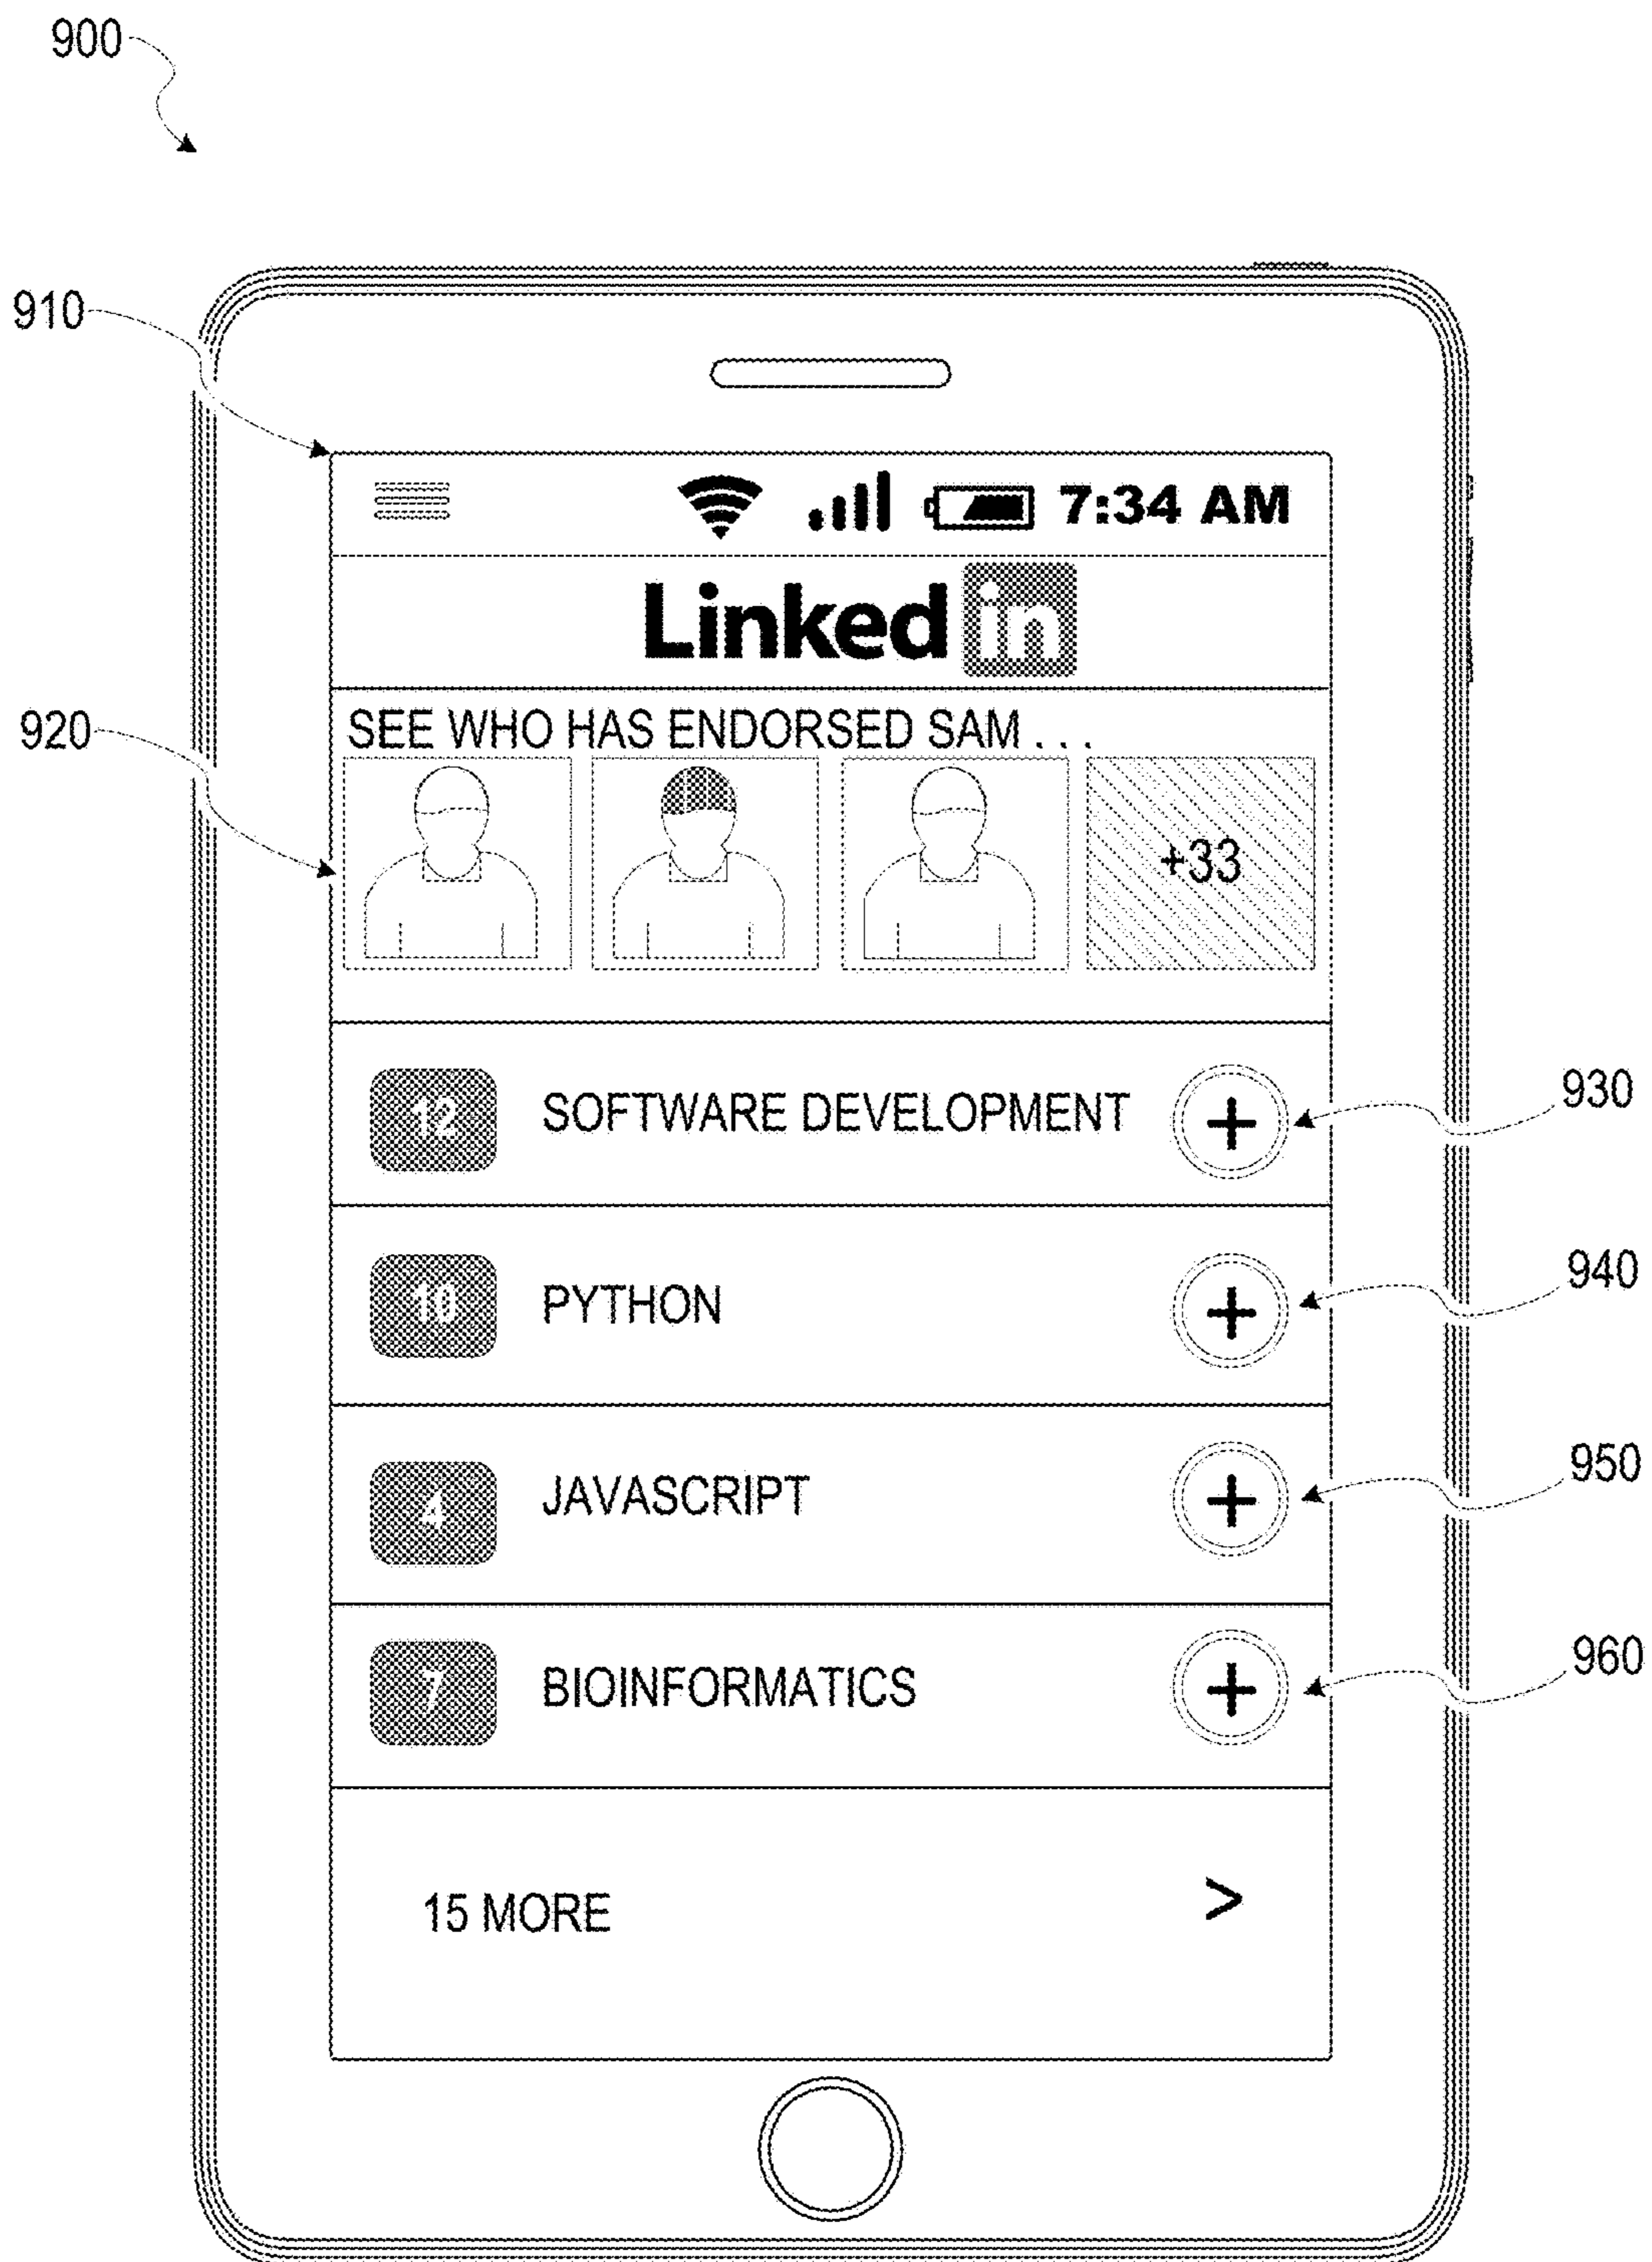 900
910
7:34 AM
Linked in
920
SEE WHO HAS ENDORSED SAM . . .
+33
12 SOFTWARE DEVELOPMENT +
930
10 PYTHON +
940
4 JAVASCRIPT +
950
7 BIOINFORMATICS +
960
15 MORE >